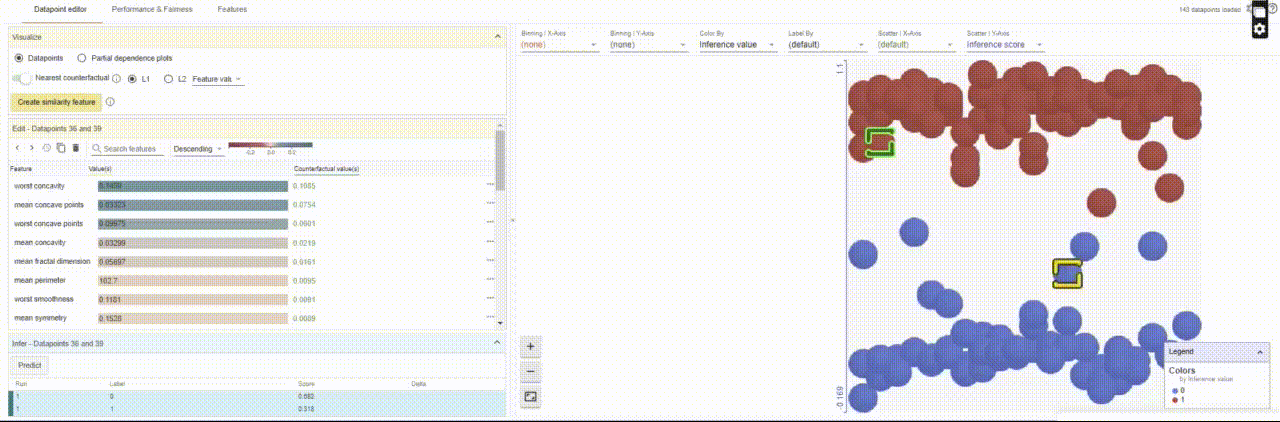 Datapoint editor Performance & Fairness Features
143 datapoints loaded
Visualize
Datapoints Partial dependence plots
Nearest counterfactual L1 L2 Feature valu
Create similarity feature
Edit - Datapoints 36 and 39
Search features Descending -0.2 0.0 0.2
Feature Value(s) Counterfactual value(s)
worst concavity 0.1459 0.1085
mean concave points 0.03323 0.0754
worst concave points 0.09975 0.0601
mean concavity 0.03299 0.0219
mean fractal dimension 0.05697 0.0161
mean perimeter 102.7 0.0095
worst smoothness 0.1181 0.0091
mean symmetry 0.1528 0.0089
Infer - Datapoints 36 and 39
Predict
Run Label Score Delta
1 0 0.682
1 1 0.318
Binning | X-Axis Binning | Y-Axis Color By Label By Scatter | X-Axis Scatter | Y-Axis
(none) (none) Inference value (default) (default) Inference score
1.1
-0.169
Legend
Colors
by Inference value
0
1